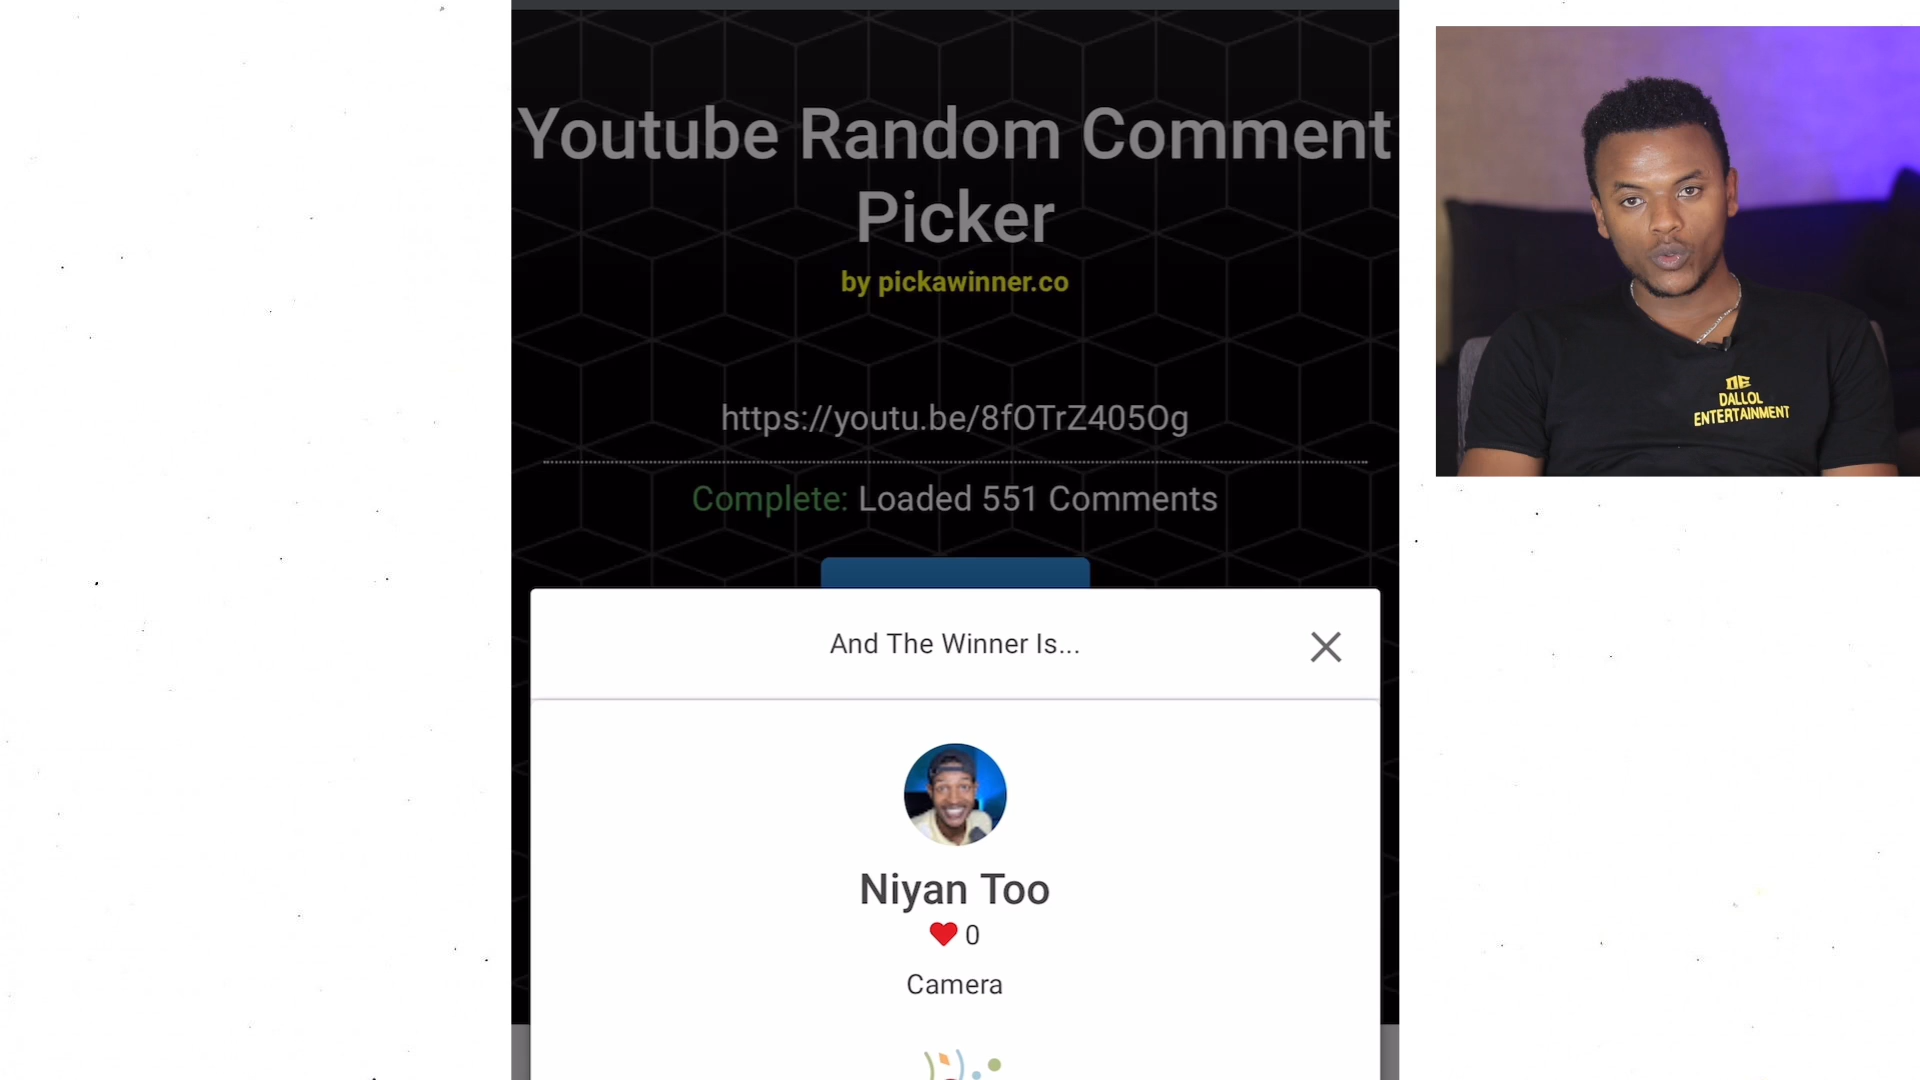 Youtube Random Comment
Picker
by pickawinner.co
https://youtu.be/8fOTrZ405Og
Complete: Loaded 551 Comments
And The Winner Is...
Niyan Too
0
Camera
DE
DALLOL
ENTERTAINMENT